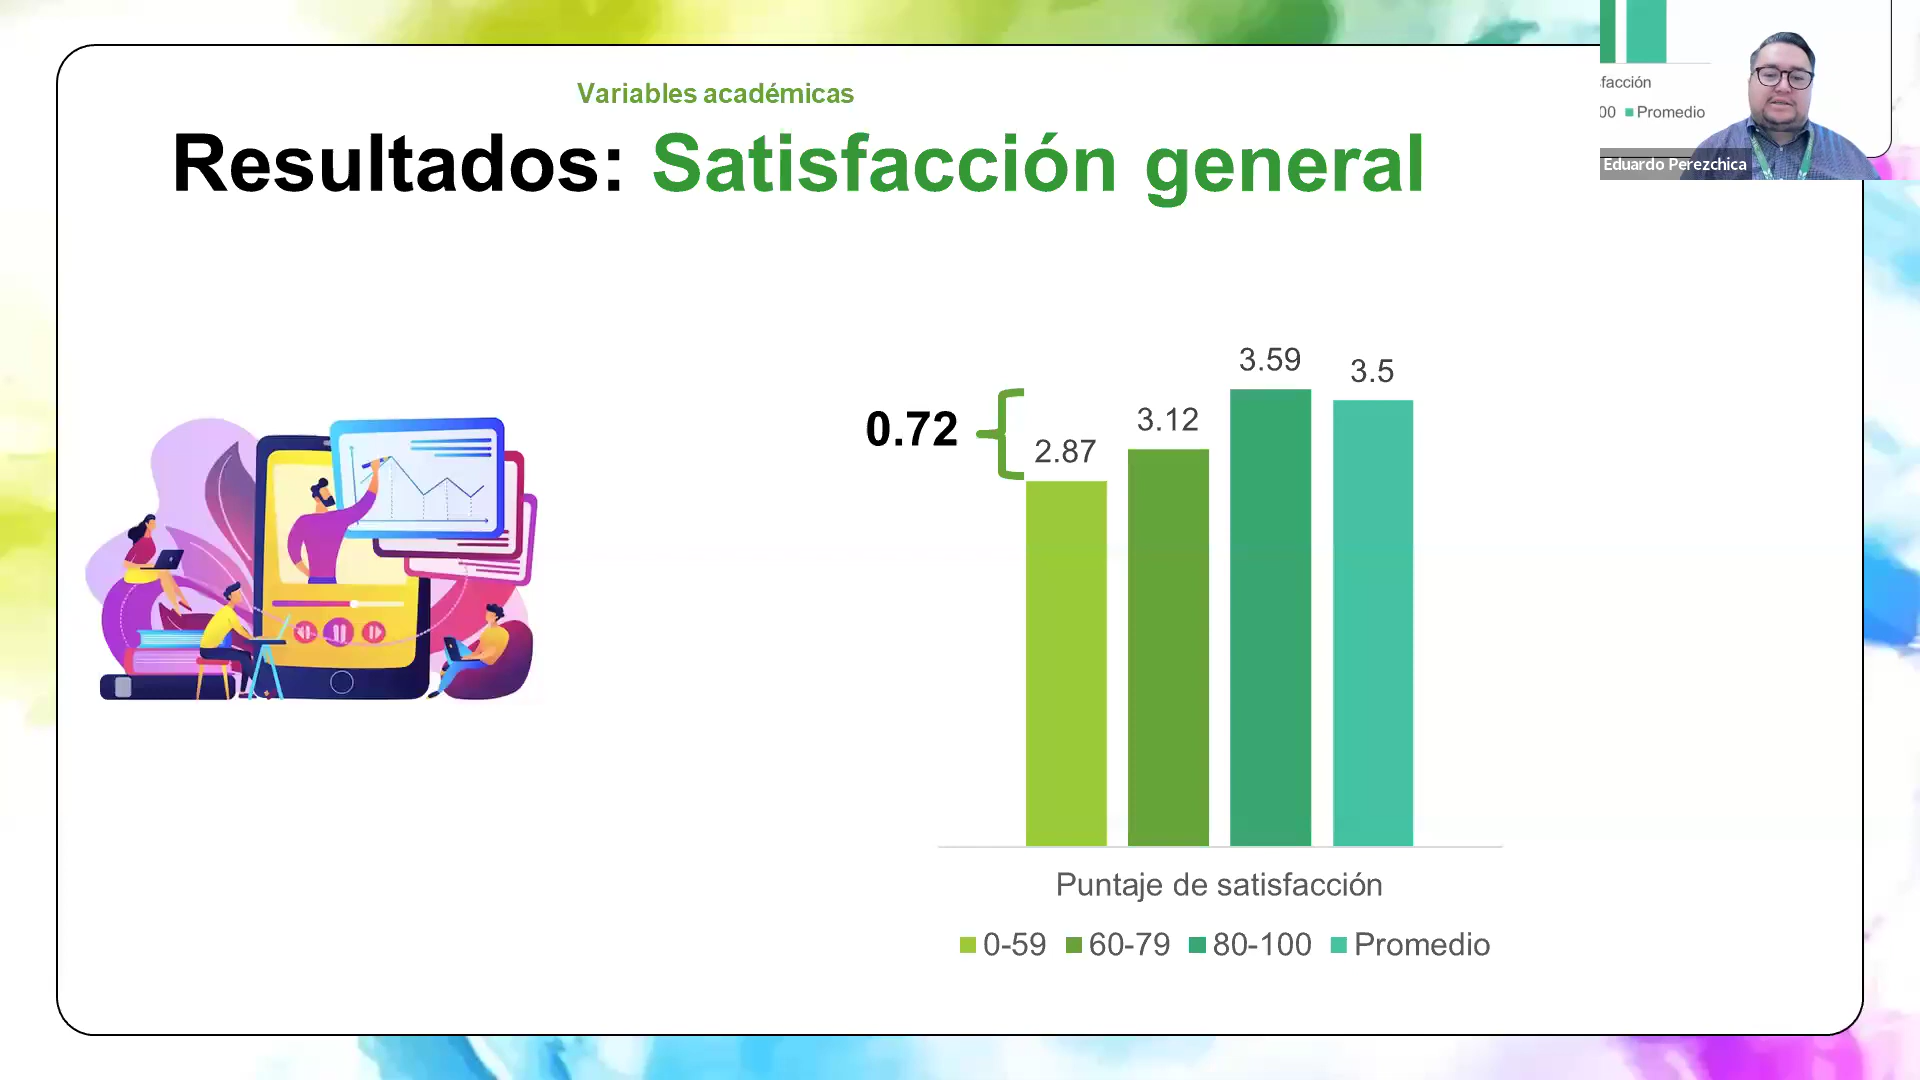 Variables académicas
Resultados: Satisfacción general
facción
00 Promedio
Eduardo Perezchica
3.59
3.5
3.12
0.72
2.87
Puntaje de satisfacción
0-59 60-79 80-100 Promedio